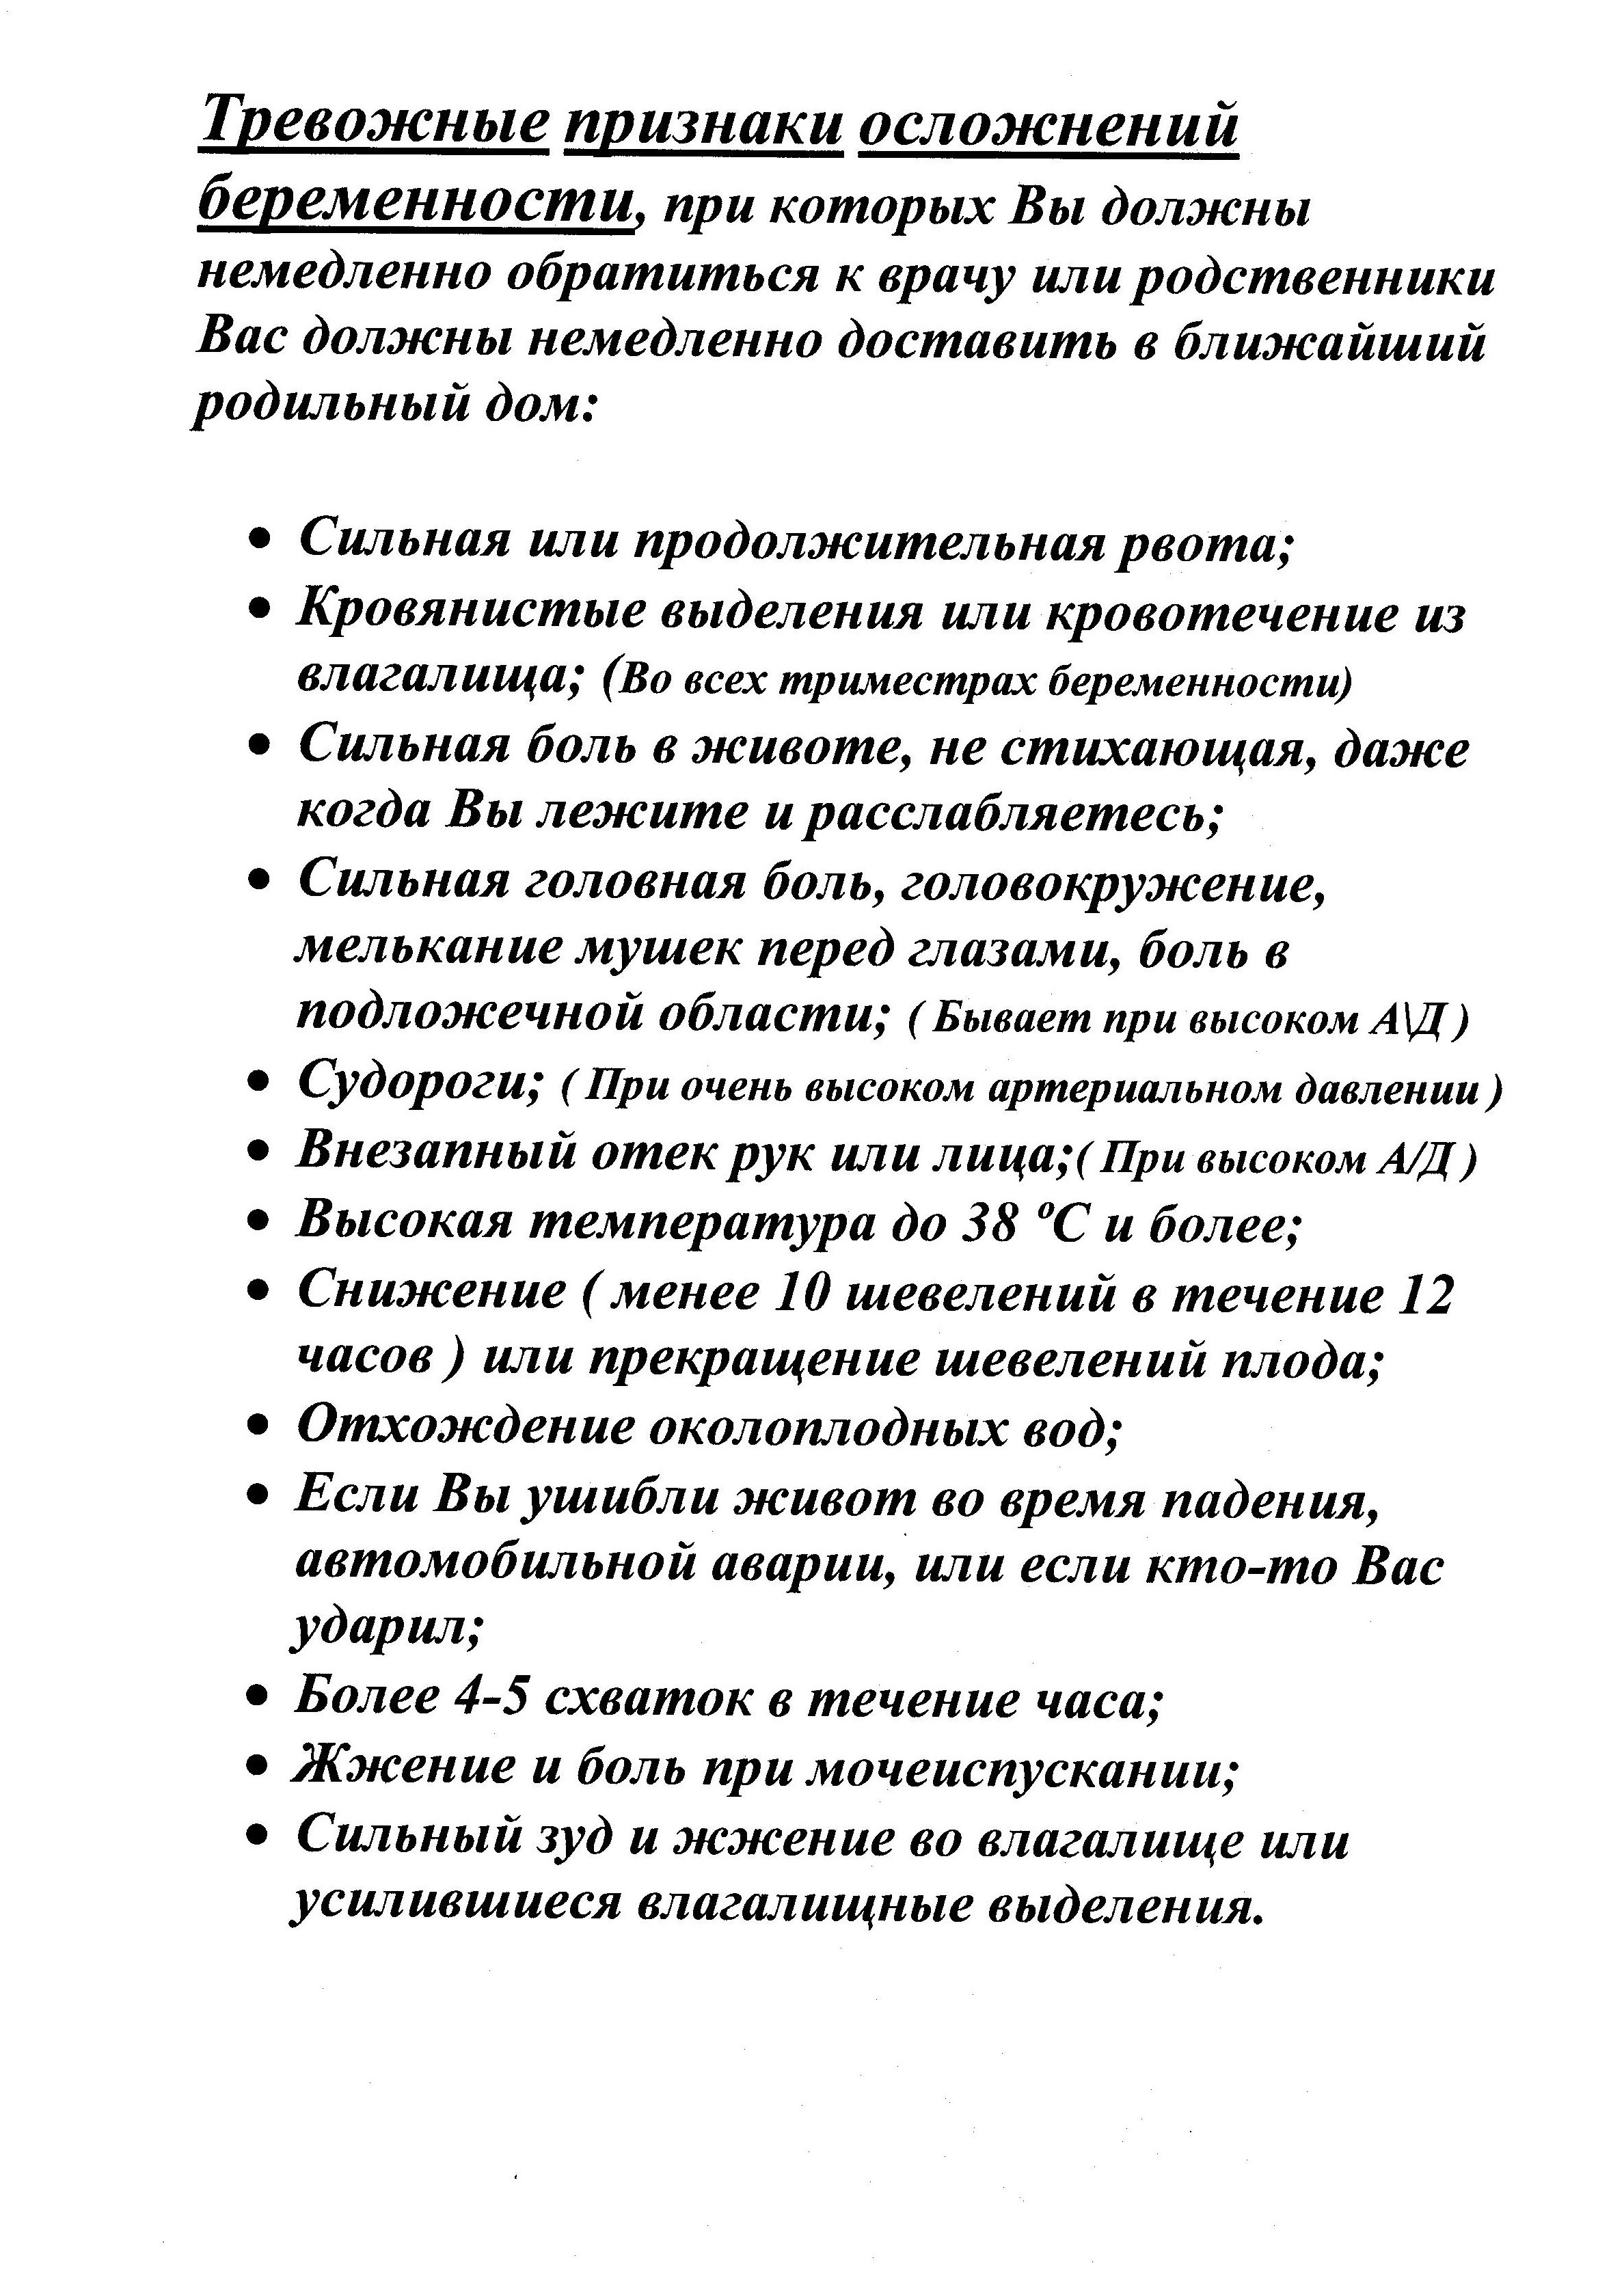 Тревожные признаки осложнений
беременности, при которых Вы должны
немедленно обратиться к врачу или родственники
Вас должны немедленно доставить в ближайший
родильный дом:
• Сильная или продолжительная рвота;
• Кровянистые выделения или кровотечение из
влагалища; (Во всех триместрах беременности)
• Сильная боль в животе, не стихающая, даже
когда Вы лежите и расслабляетесь;
• Сильная головная боль, головокружение,
мелькание мушек перед глазами, боль в
подложечной области; ( Бывает при высоком А\Д )
• Судороги; ( При очень высоком артериальном давлении )
• Внезапный отек рук или лица;( При высоком А/Д )
• Высокая температура до 38 °С и более;
• Снижение ( менее 10 шевелений в течение 12
часов ) или прекращение шевелений плода;
• Отхождение околоплодных вод;
• Если Вы ушибли живот во время падения,
автомобильной аварии, или если кто-то Вас
ударил;
• Более 4-5 схваток в течение часа;
• Жжение и боль при мочеиспускании;
• Сильный зуд и жжение во влагалище или
усилившиеся влагалищные выделения.